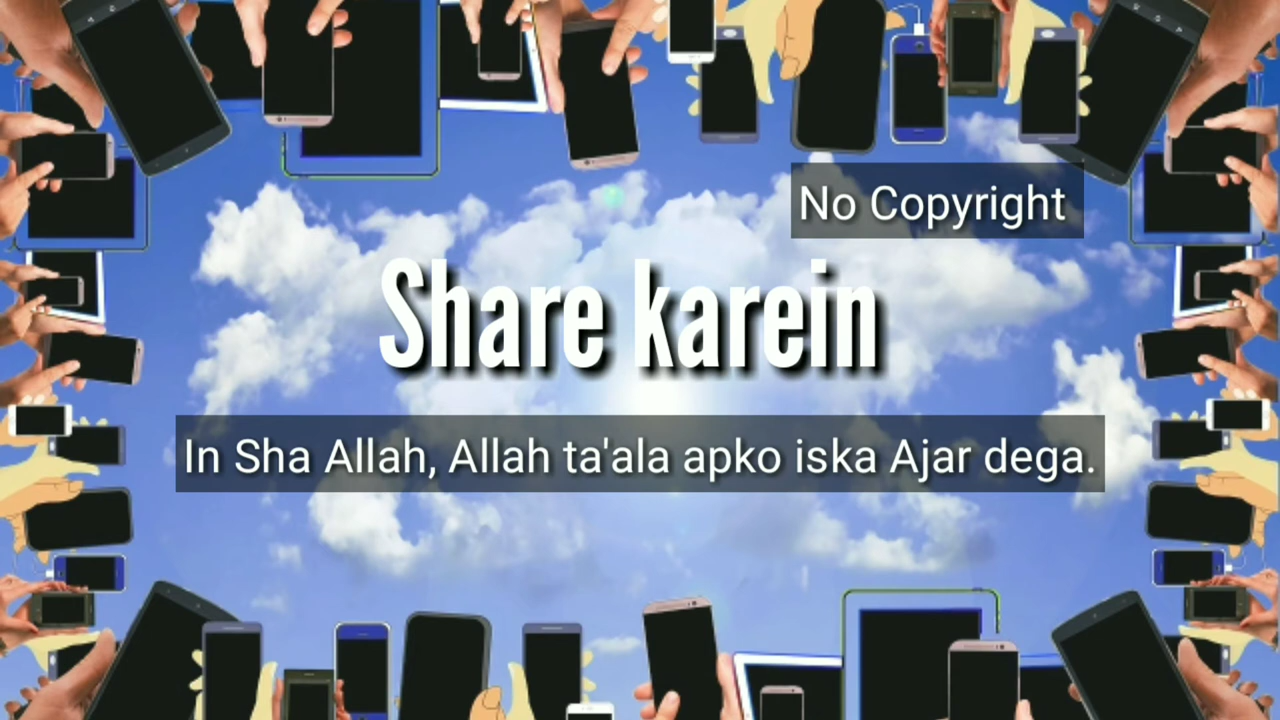 No Copyright
Share karein
In Sha Allah, Allah ta'ala apko iska Ajar dega.